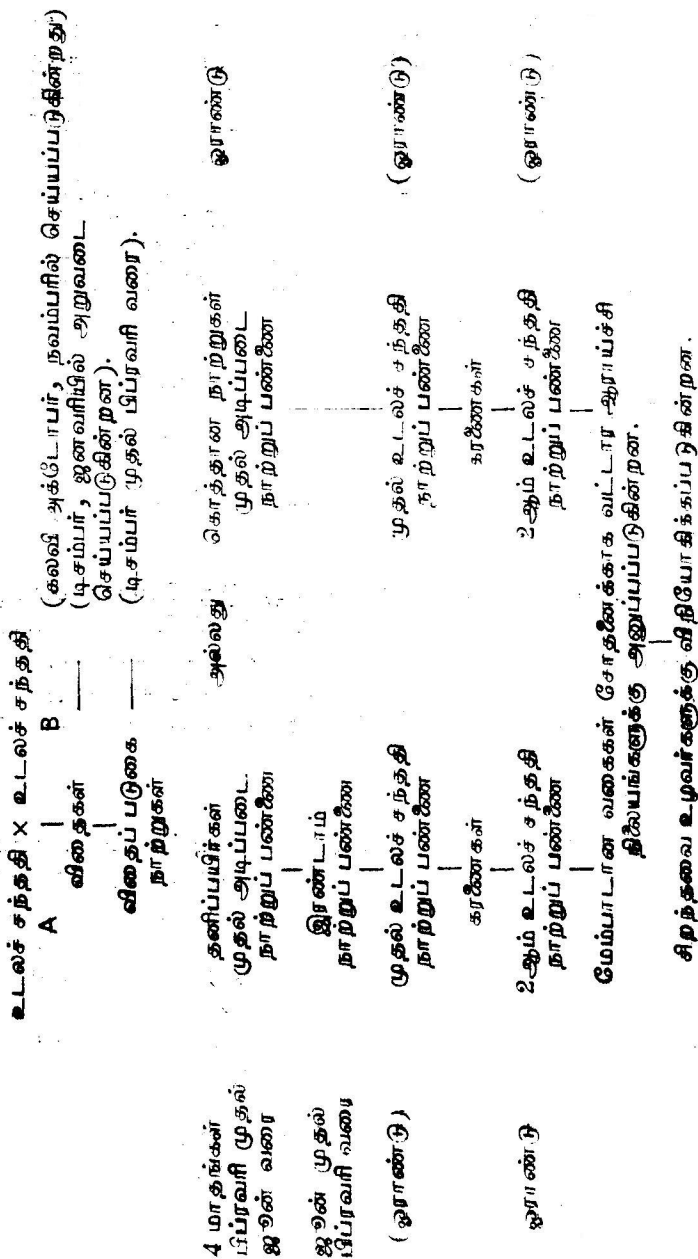 உடலச் சந்ததி × உடலச் சந்ததி
A B
விதைகள்
(கலவி அக்டோபர், நவம்பரில் செய்யப்படுகின்றது)
(டிசம்பர், ஜனவரியில் அறுவடை
செய்யப்படுகின்றன).
விதைப் படுகை
நாற்றுகள்
(டிசம்பர் முதல் பிப்ரவரி வரை).
4 மாதங்கள்
பிப்ரவரி முதல்
ஜூன் வரை
தனிப்பயிர்கள்
முதல் அடிப்படை
நாற்றுப் பண்ணை
அல்லது
கொத்தான நாற்றுகள்
முதல் அடிப்படை
நாற்றுப் பண்ணை
ஓராண்டு
ஜூன் முதல்
பிப்ரவரி வரை
இரண்டாம்
நாற்றுப் பண்ணை
(ஓராண்டு)
முதல் உடலச் சந்ததி
நாற்றுப் பண்ணை
முதல் உடலச் சந்ததி
நாற்றுப் பண்ணை
(ஓராண்டு)
கரணைகள்
கரணைகள்
ஓராண்டு
2ஆம் உடலச் சந்ததி
நாற்றுப் பண்ணை
2ஆம் உடலச் சந்ததி
நாற்றுப் பண்ணை
(ஓராண்டு)
மேம்பாடான வகைகள் சோதனைக்காக வட்டார ஆராய்ச்சி
நிலையங்களுக்கு அனுப்பப்படுகின்றன.
சிறந்தவை உழவர்களுக்கு விநியோகிக்கப்படுகின்றன.